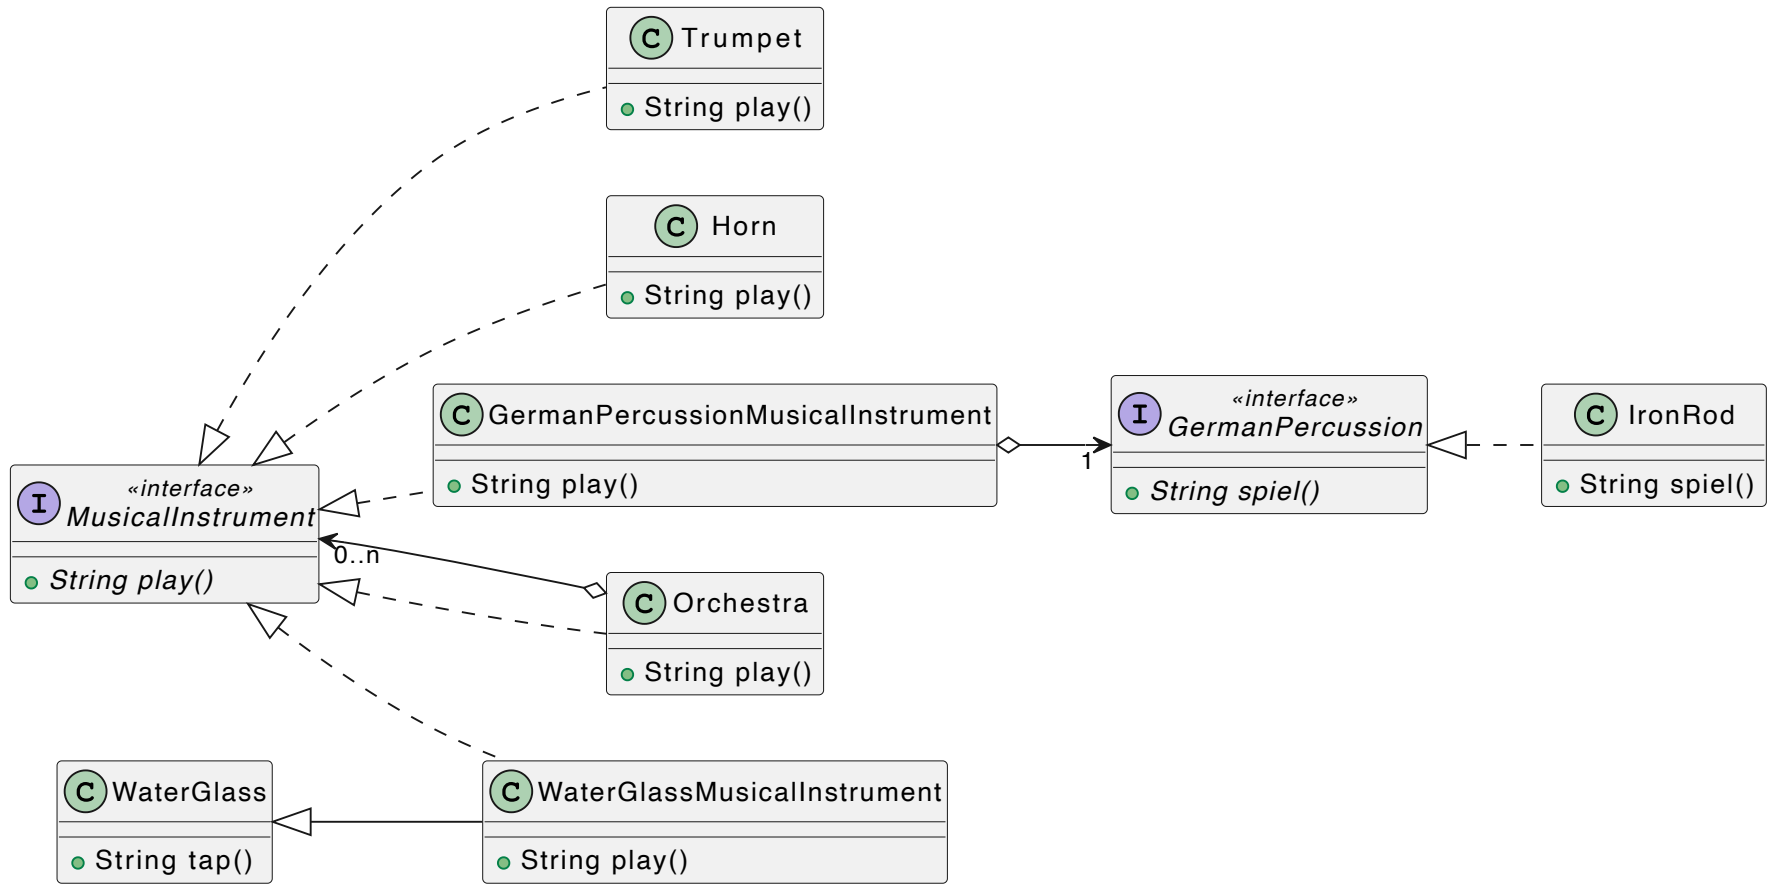 C Trumpet
String play()
C Horn
String play()
C GermanPercussionMusicalInstrument
String play()
I «interface»
GermanPercussion
String spiel()
1
C IronRod
String spiel()
I «interface»
MusicalInstrument
String play()
0..n
C Orchestra
String play()
C WaterGlass
String tap()
C WaterGlassMusicalInstrument
String play()